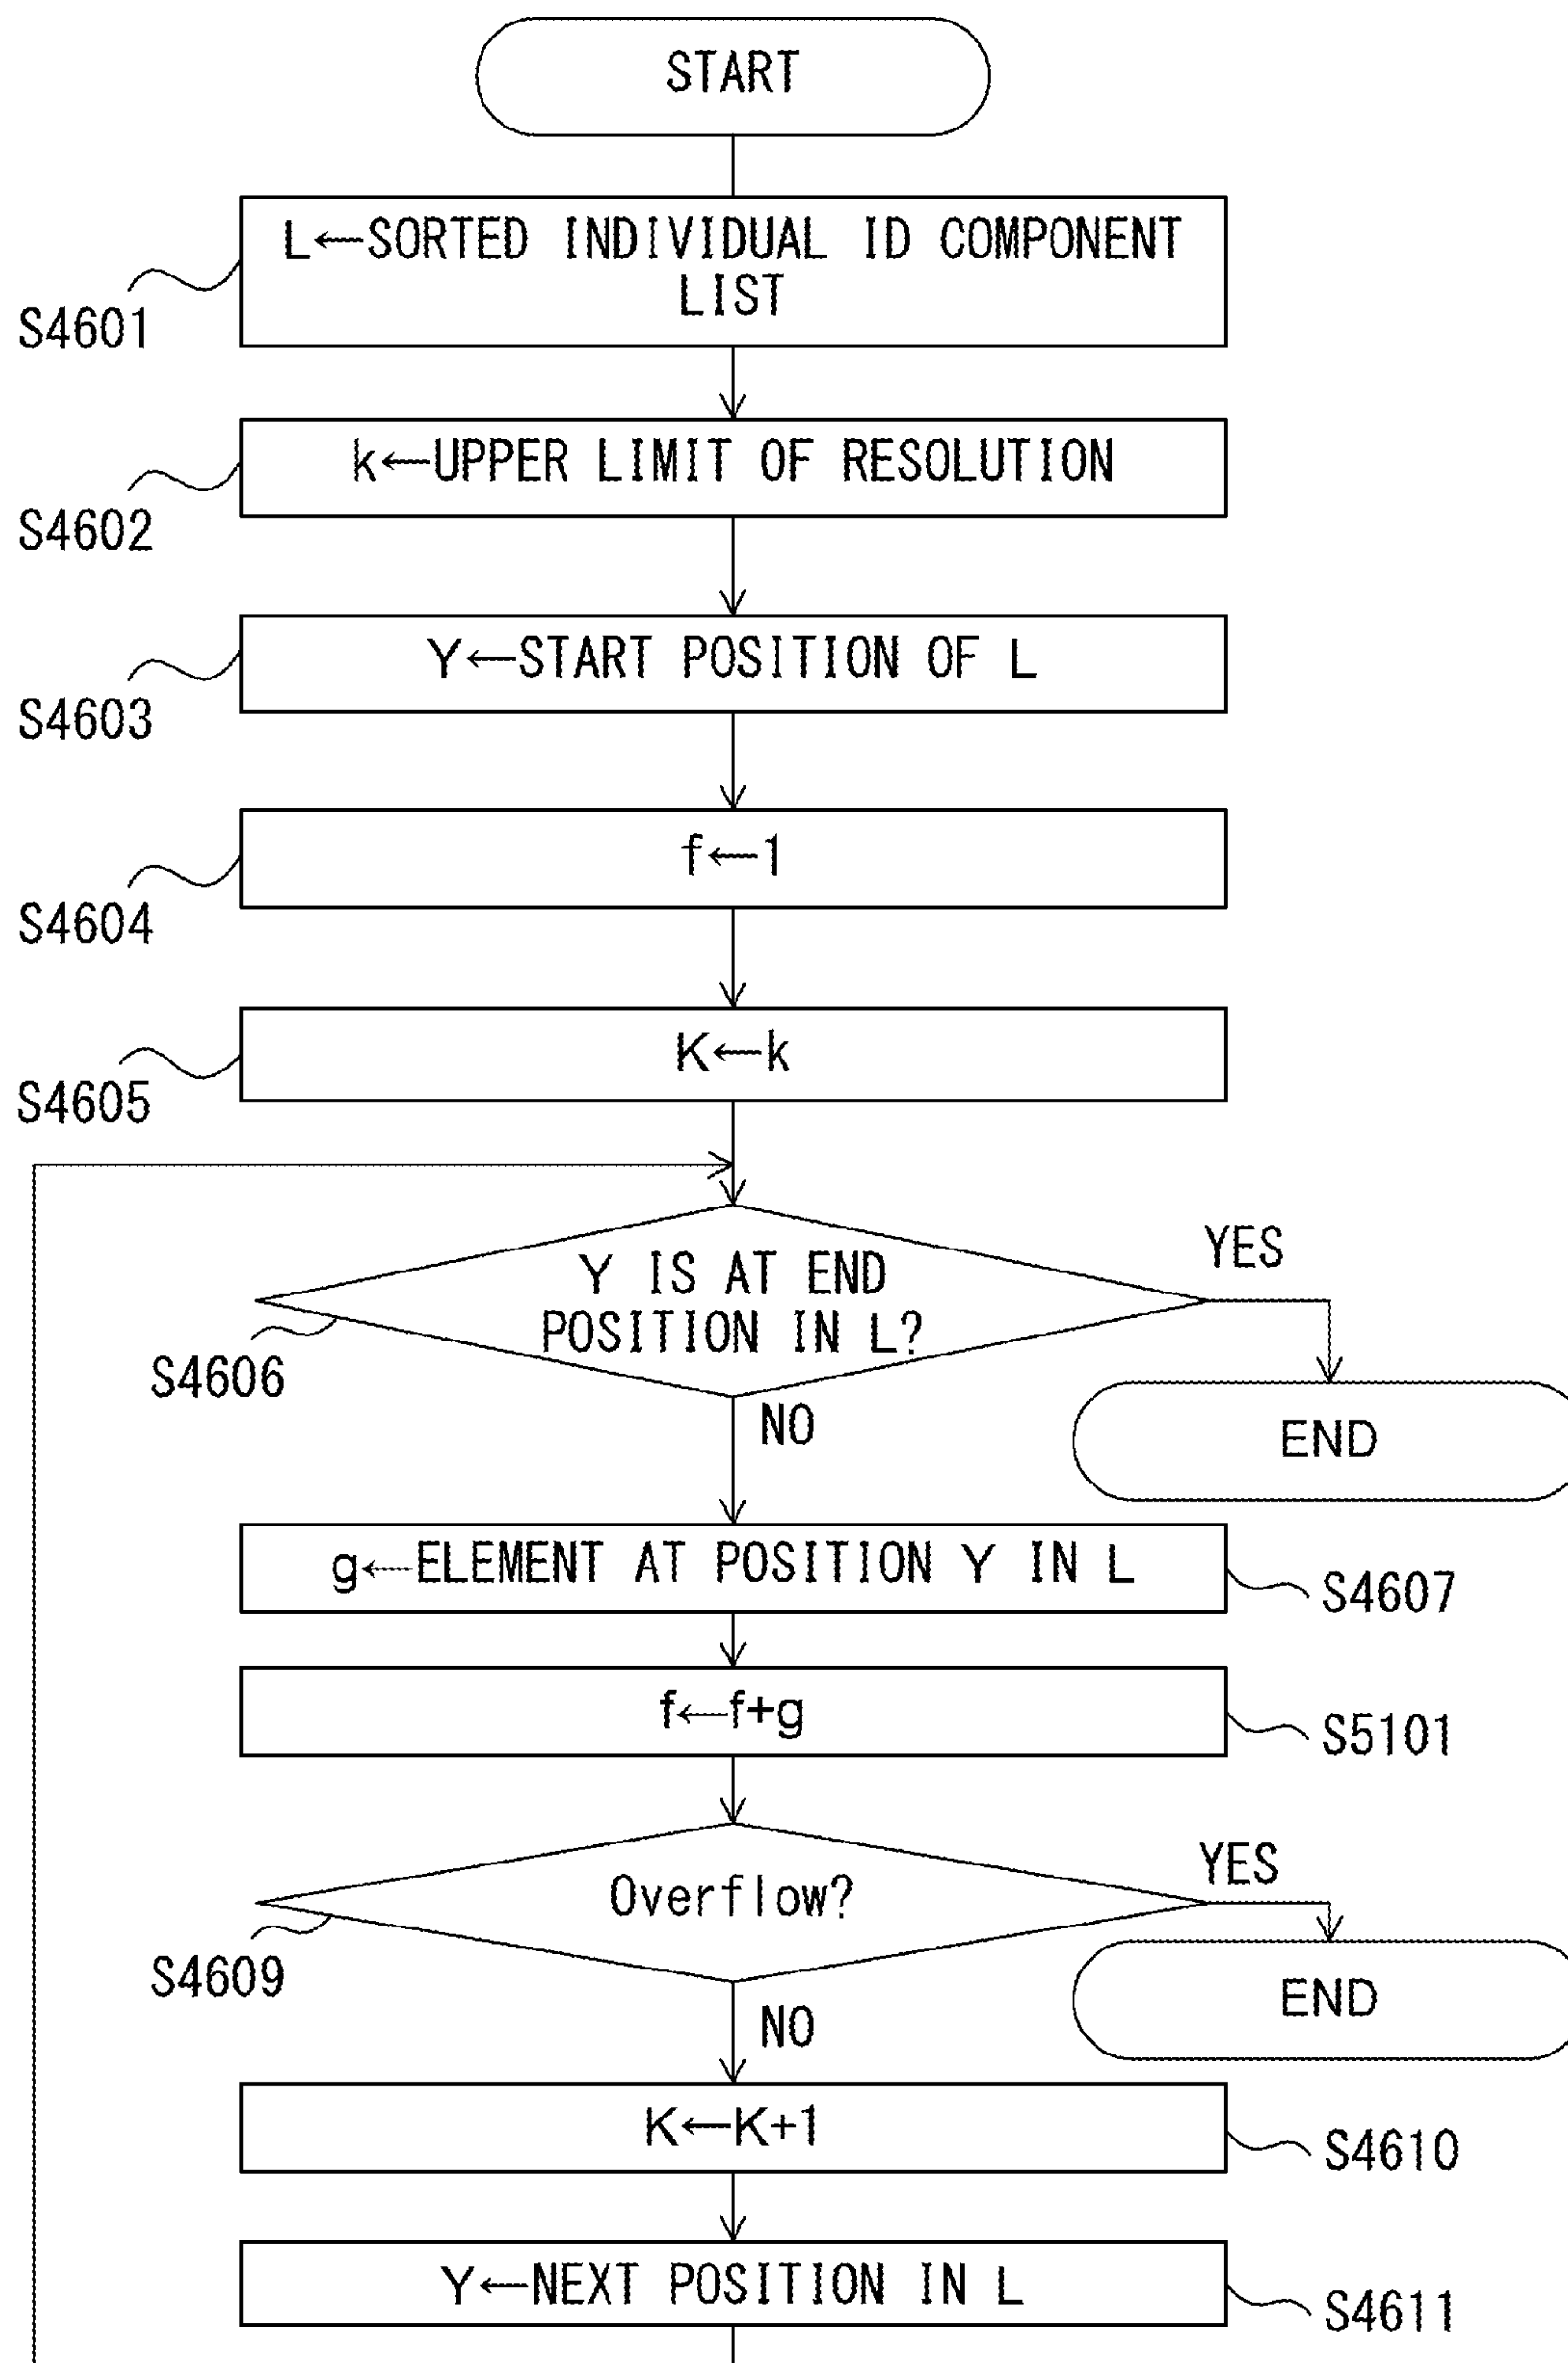 START
L←SORTED INDIVIDUAL ID COMPONENT
LIST
S4601
k←UPPER LIMIT OF RESOLUTION
S4602
Y←START POSITION OF L
S4603
f←1
S4604
K←k
S4605
Y IS AT END
POSITION IN L?
YES
S4606
NO
END
g←ELEMENT AT POSITION Y IN L
S4607
f←f+g
S5101
Overflow?
YES
S4609
NO
END
K←K+1
S4610
Y←NEXT POSITION IN L
S4611